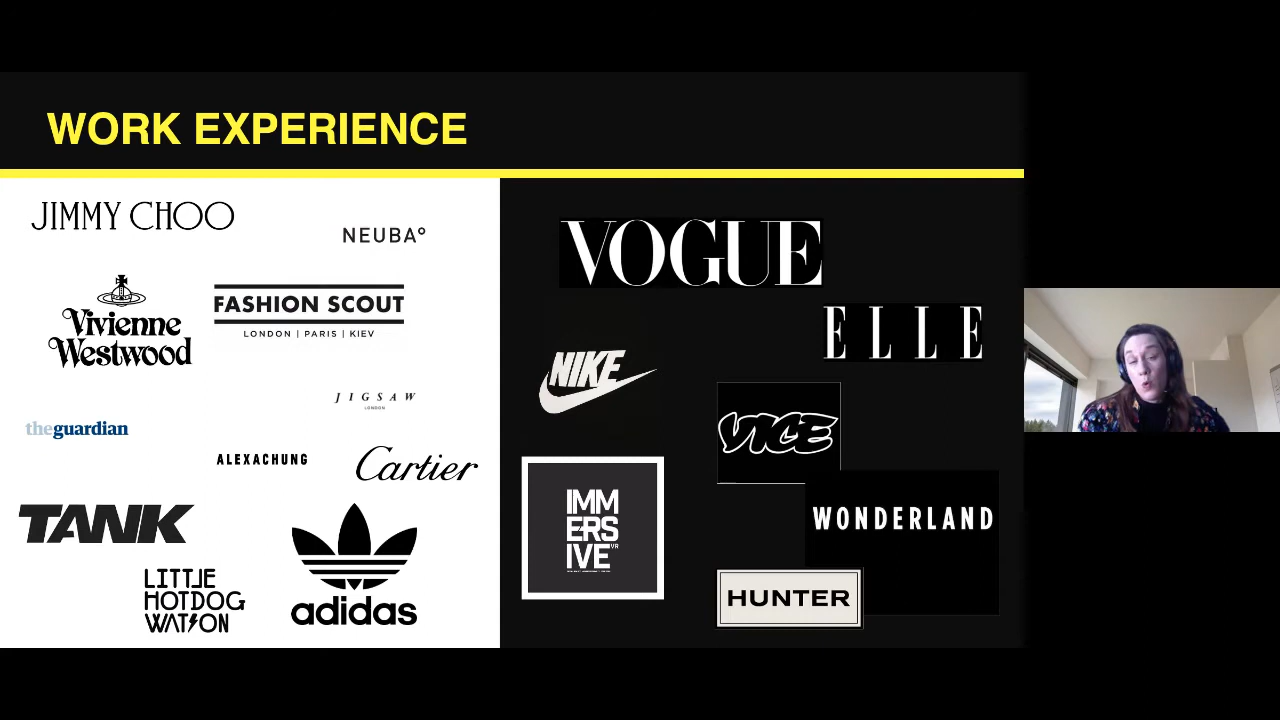 WORK EXPERIENCE
JIMMY CHOO
NEUBA°
Vivienne
Westwood
FASHION SCOUT
LONDON | PARIS | KIEV
JIGSAW
LONDON
theguardian
ALEXACHUNG
Cartier
TANK
LITTLE
HOTDOG
WATSON
adidas
VOGUE
ELLE
NIKE
VICE
IMM
ERS
IVE VR
WONDERLAND
HUNTER